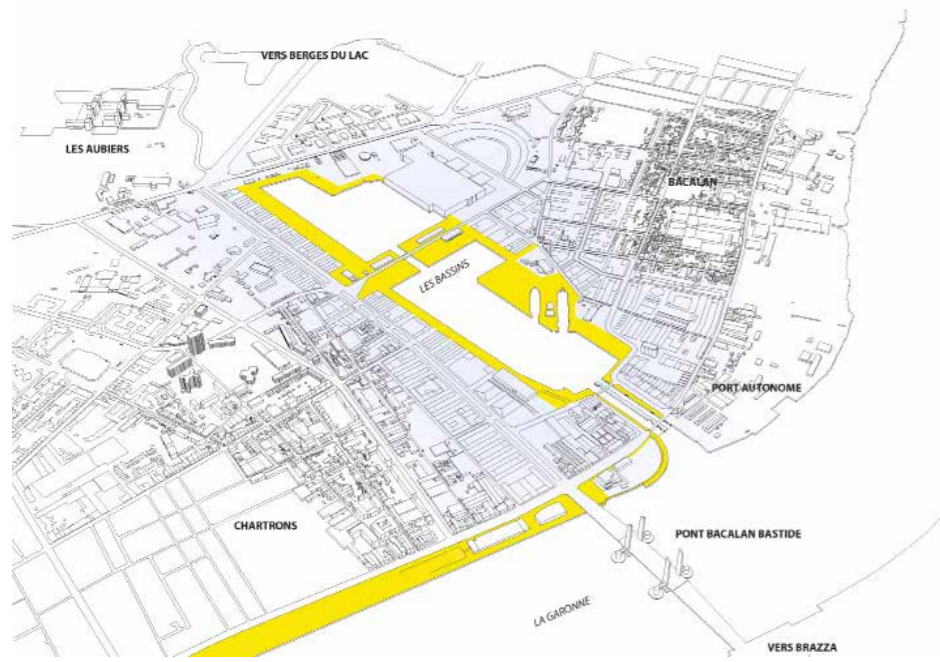 VERS BERGES DU LAC
LES AUBIERS
BACALAN
LES BASSINS
PORT AUTONOME
CHARTRONS
PONT BACALAN BASTIDE
LA GARONNE
VERS BRAZZA